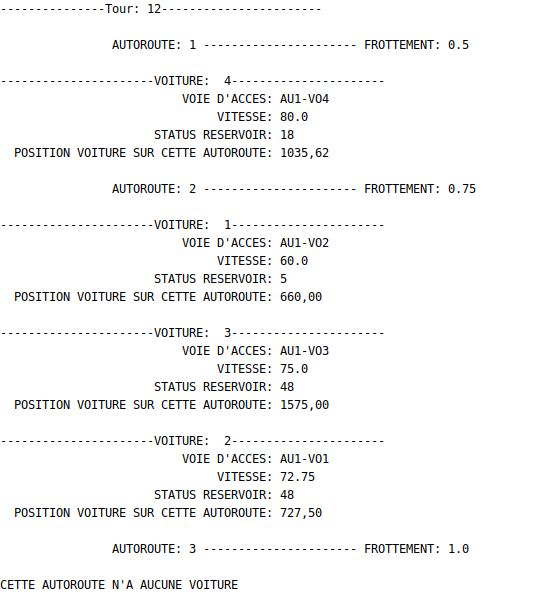 ---------------Tour: 12-----------------------
AUTOROUTE: 1 ---------------------- FROTTEMENT: 0.5
----------------------VOITURE:  4----------------------
VOIE D'ACCES: AU1-VO4
VITESSE: 80.0
STATUS RESERVOIR: 18
POSITION VOITURE SUR CETTE AUTOROUTE: 1035,62
AUTOROUTE: 2 ---------------------- FROTTEMENT: 0.75
----------------------VOITURE:  1----------------------
VOIE D'ACCES: AU1-VO2
VITESSE: 60.0
STATUS RESERVOIR: 5
POSITION VOITURE SUR CETTE AUTOROUTE: 660,00
----------------------VOITURE:  3----------------------
VOIE D'ACCES: AU1-VO3
VITESSE: 75.0
STATUS RESERVOIR: 48
POSITION VOITURE SUR CETTE AUTOROUTE: 1575,00
----------------------VOITURE:  2----------------------
VOIE D'ACCES: AU1-VO1
VITESSE: 72.75
STATUS RESERVOIR: 48
POSITION VOITURE SUR CETTE AUTOROUTE: 727,50
AUTOROUTE: 3 ---------------------- FROTTEMENT: 1.0
CETTE AUTOROUTE N'A AUCUNE VOITURE